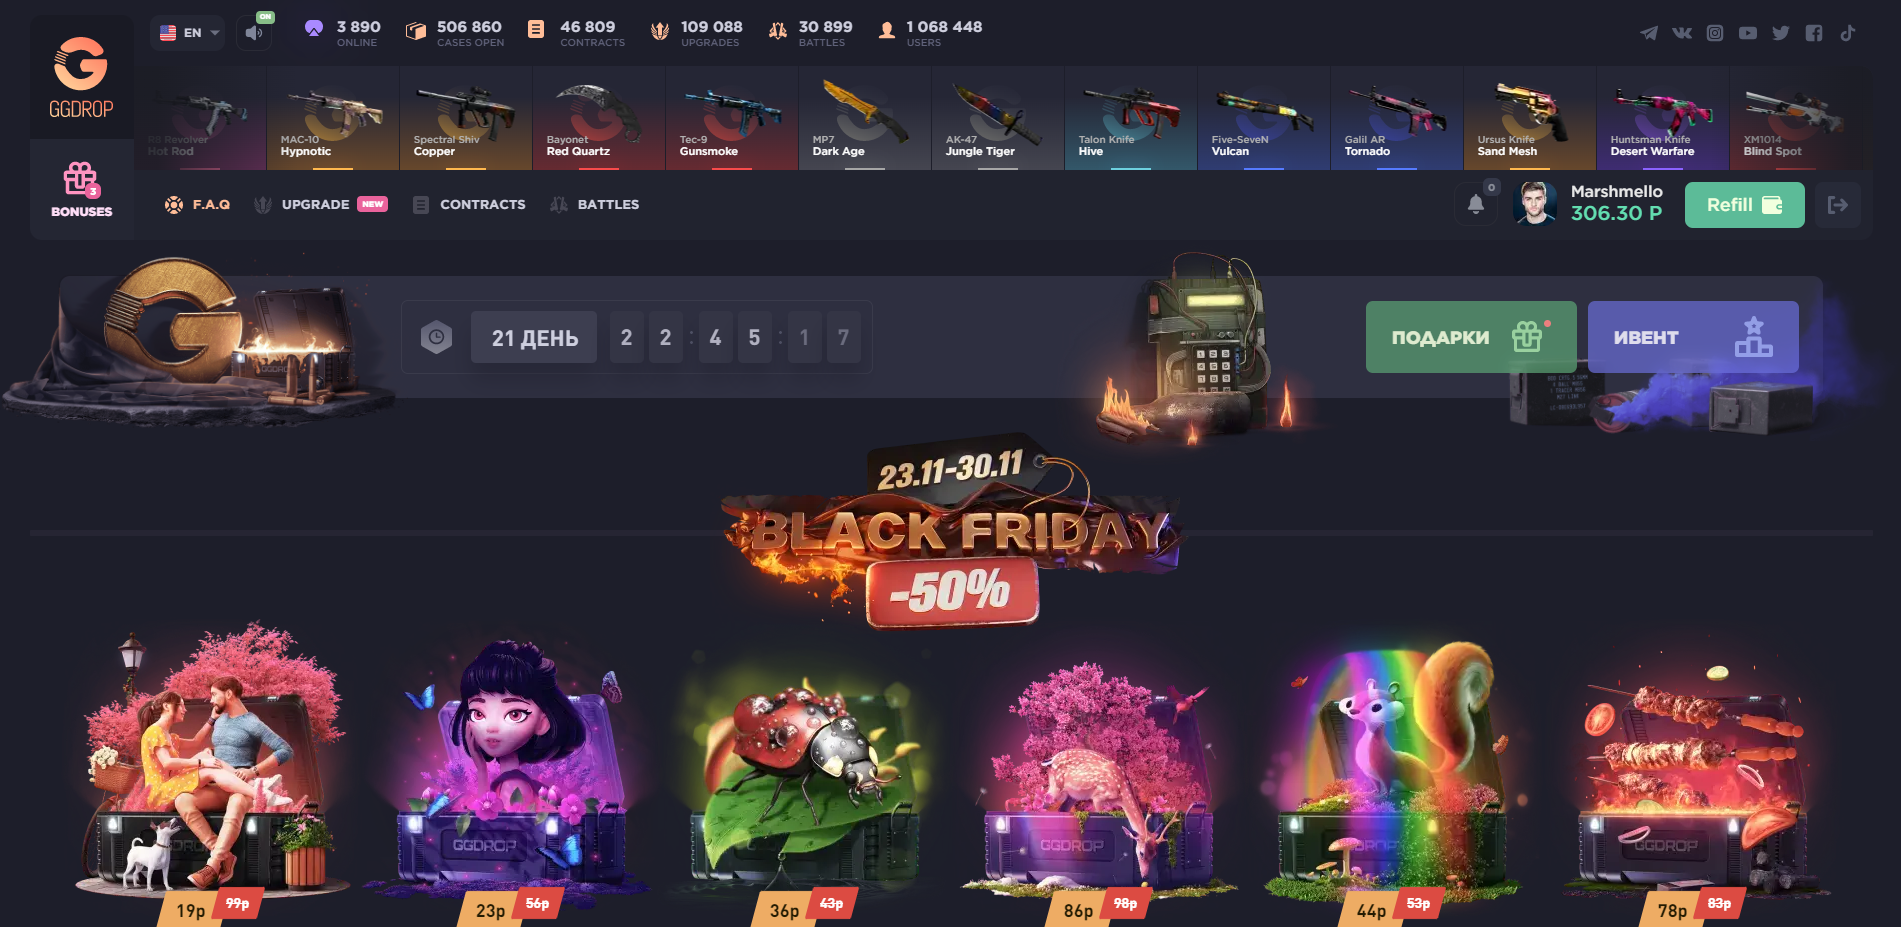 EN
ON
3 890
ONLINE
506 860
CASES OPEN
46 809
CONTRACTS
109 088
UPGRADES
30 899
BATTLES
1 068 448
USERS
GGDROP
R8 Revolver
Hot Rod
MAC-10
Hypnotic
Spectral Shiv
Copper
Bayonet
Red Quartz
Tec-9
Gunsmoke
MP7
Dark Age
AK-47
Jungle Tiger
Talon Knife
Hive
Five-SeveN
Vulcan
Galil AR
Tornado
Ursus Knife
Sand Mesh
Huntsman Knife
Desert Warfare
XM1014
Blind Spot
3
BONUSES
F.A.Q
UPGRADE NEW
CONTRACTS
BATTLES
0
Marshmello
306.30 P
Refill
21 ДЕНЬ
2 2 : 4 5 : 1 7
ПОДАРКИ
ИВЕНТ
23.11-30.11
BLACK FRIDAY
-50%
GGDROP
GGDROP
GGDROP
19р 99р
23р 56р
36р 43р
86р 98р
44р 53р
78р 83р